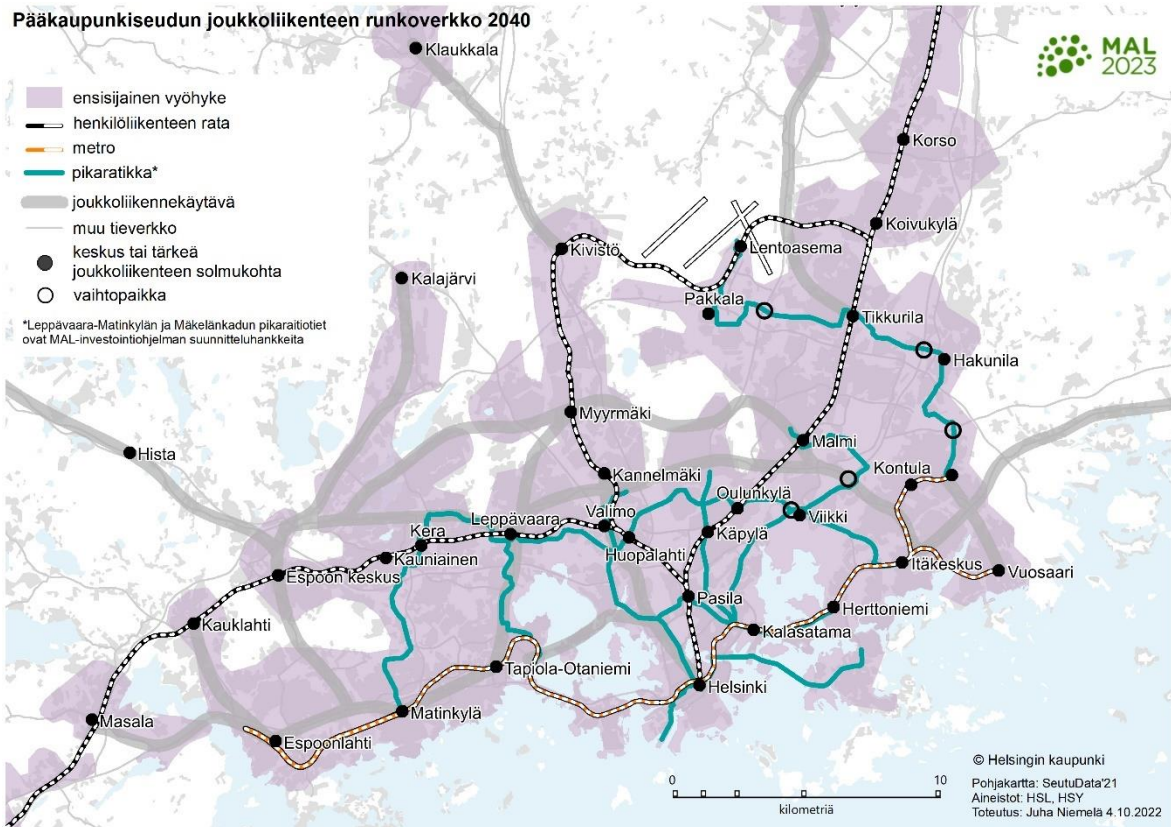 Pääkaupunkiseudun joukkoliikenteen runkoverkko 2040
MAL
2023
ensisijainen vyöhyke
henkilöliikenteen rata
metro
pikaratikka*
joukkoliikennekäytävä
muu tieverkko
keskus tai tärkeä
joukkoliikenteen solmukohta
vaihtopaikka
*Leppävaara-Matinkylän ja Mäkelänkadun pikaraitiotiet
ovat MAL-investointiohjelman suunnitteluhankkeita
Klaukkala
Korso
Koivukylä
Kivistö
Lentoasema
Kalajärvi
Pakkala
Tikkurila
Hakunila
Myyrmäki
Malmi
Hista
Kannelmäki
Kontula
Oulunkylä
Valimo
Viikki
Leppävaara
Käpylä
Kera
Huopalahti
Kauniainen
Itäkeskus
Espoon keskus
Vuosaari
Pasila
Herttoniemi
Kauklahti
Kalasatama
Tapiola-Otaniemi
Helsinki
Matinkylä
Masala
Espoonlahti
0 10
kilometriä
© Helsingin kaupunki
Pohjakartta: SeutuData'21
Aineistot: HSL, HSY
Toteutus: Juha Niemelä 4.10.2022